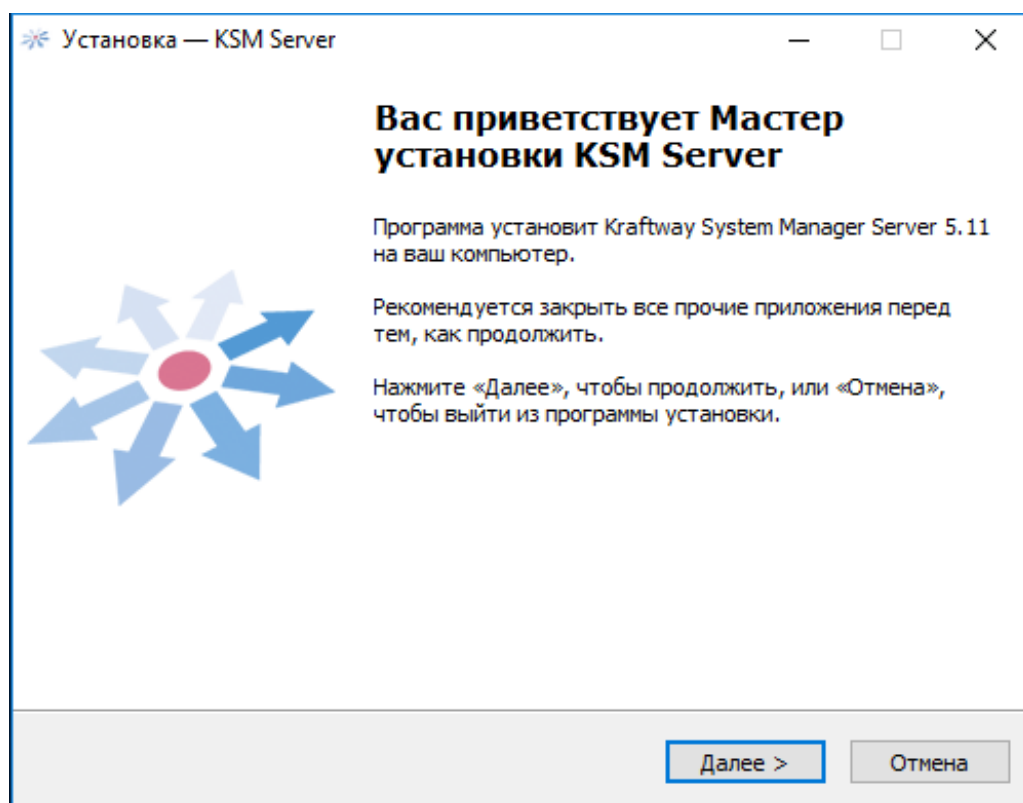 Установка — KSM Server
Вас приветствует Мастер
установки KSM Server
Программа установит Kraftway System Manager Server 5.11
на ваш компьютер.
Рекомендуется закрыть все прочие приложения перед
тем, как продолжить.
Нажмите «Далее», чтобы продолжить, или «Отмена»,
чтобы выйти из программы установки.
Далее >
Отмена